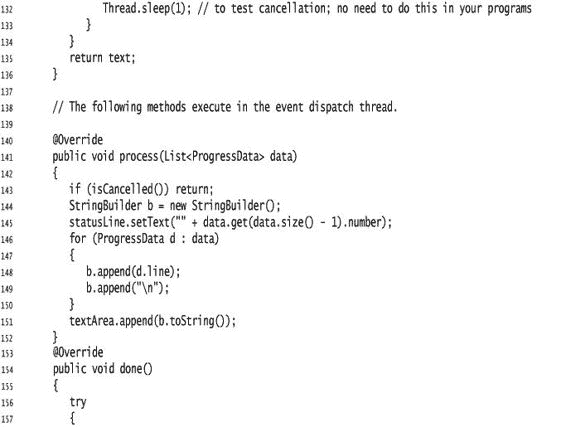 132 Thread.sleep(1); // to test cancellation; no need to do this in your programs
133 }
134 }
135 return text;
136 }
137
138 // The following methods execute in the event dispatch thread.
139
140 @Override
141 public void process(List<ProgressData> data)
142 {
143 if (isCancelled()) return;
144 StringBuilder b = new StringBuilder();
145 statusLine.setText("" + data.get(data.size() - 1).number);
146 for (ProgressData d : data)
147 {
148 b.append(d.line);
149 b.append("\n");
150 }
151 textArea.append(b.toString());
152 }
153 @Override
154 public void done()
155 {
156 try
157 {